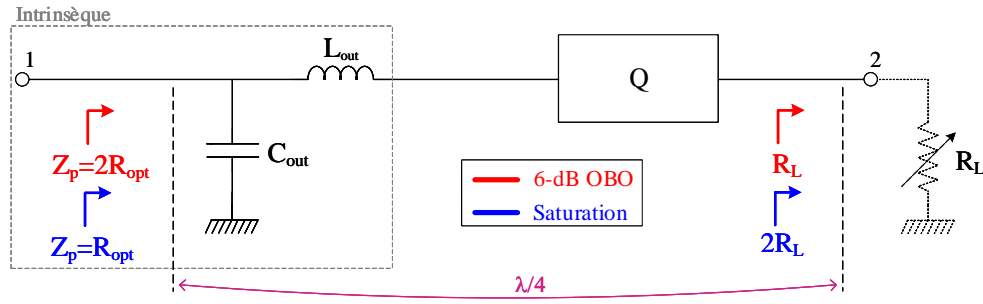 Intrinsèque
1
L_out
Q
2
Z_p=2R_opt
C_out
R_L
R_L
6-dB OBO
Saturation
Z_p=R_opt
2R_L
λ/4